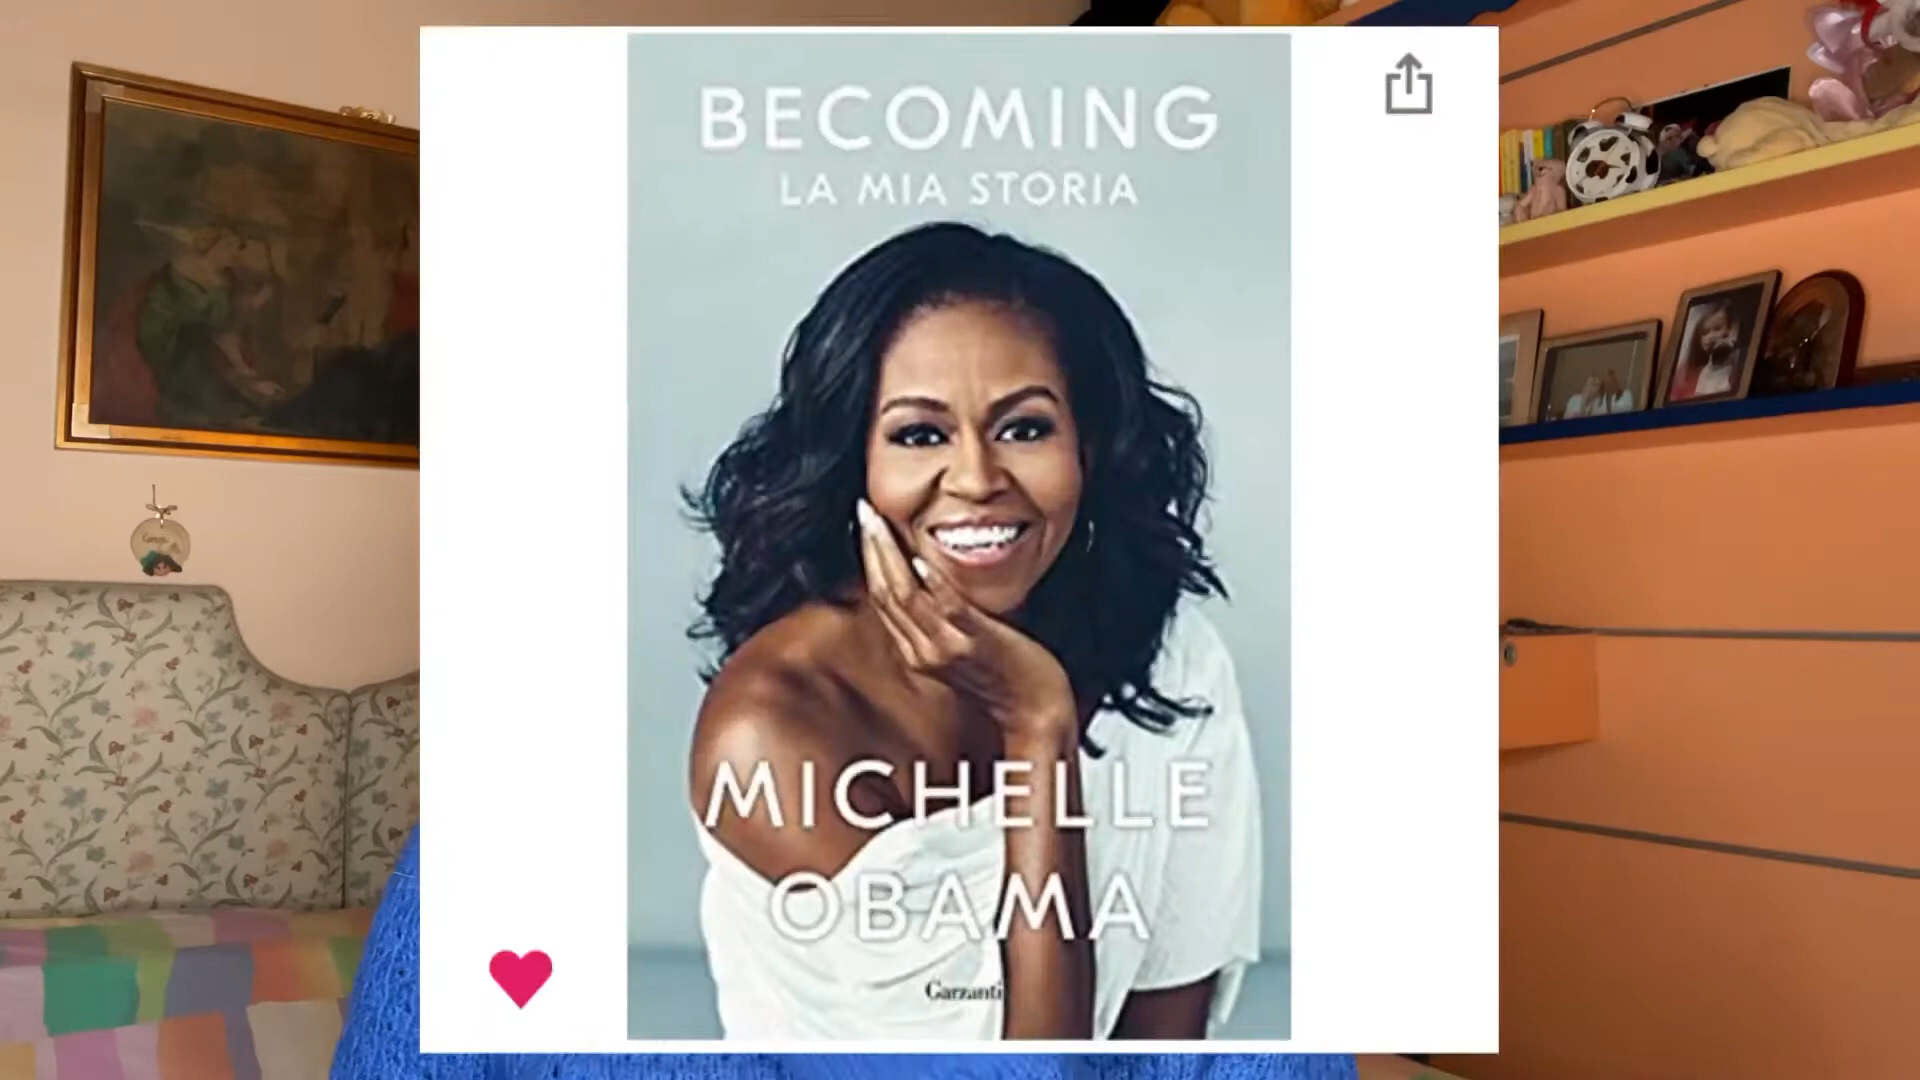 BECOMING
LA MIA STORIA
MICHELLE
OBAMA
Garzanti